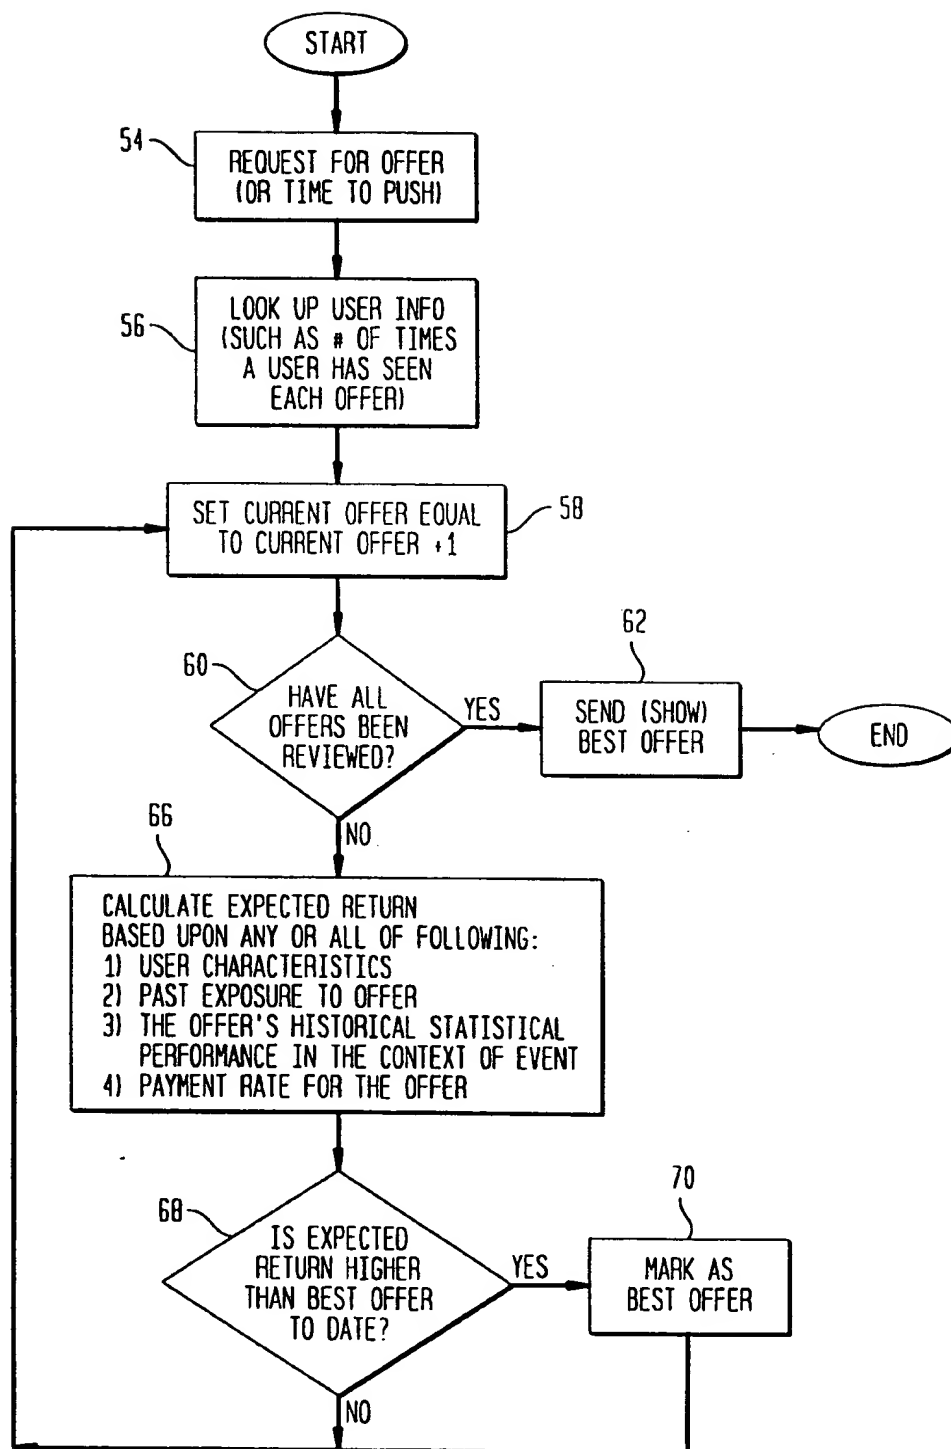 START
54
REQUEST FOR OFFER
(OR TIME TO PUSH)
56
LOOK UP USER INFO
(SUCH AS # OF TIMES
A USER HAS SEEN
EACH OFFER)
58
SET CURRENT OFFER EQUAL
TO CURRENT OFFER +1
60
HAVE ALL
OFFERS BEEN
REVIEWED?
YES
62
SEND (SHOW)
BEST OFFER
END
NO
66
CALCULATE EXPECTED RETURN
BASED UPON ANY OR ALL OF FOLLOWING:
1) USER CHARACTERISTICS
2) PAST EXPOSURE TO OFFER
3) THE OFFER'S HISTORICAL STATISTICAL
PERFORMANCE IN THE CONTEXT OF EVENT
4) PAYMENT RATE FOR THE OFFER
68
IS EXPECTED
RETURN HIGHER
THAN BEST OFFER
TO DATE?
YES
70
MARK AS
BEST OFFER
NO